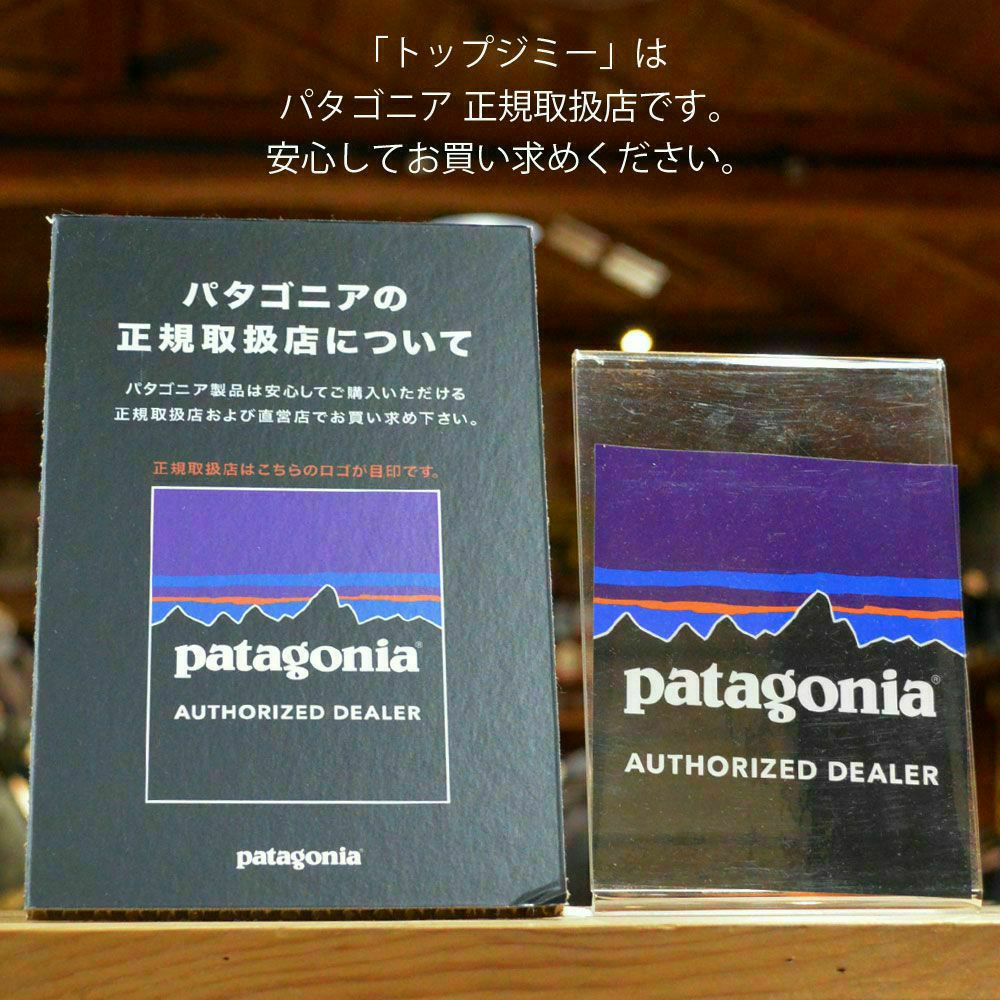 「トップジミー」は
パタゴニア 正規取扱店です。
安心してお買い求めください。
パタゴニアの
正規取扱店について
パタゴニア製品は安心してご購入いただける
正規取扱店および直営店でお買い求め下さい。
正規取扱店はこちらのロゴが目印です。
patagonia®
AUTHORIZED DEALER
patagonia®
patagonia®
AUTHORIZED DEALER